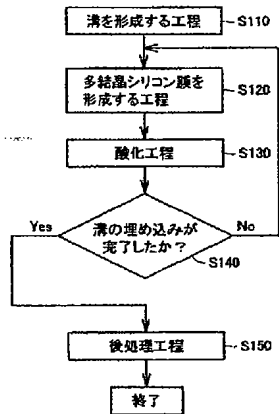 溝を形成する工程
S110
多結晶シリコン膜を
形成する工程
S120
酸化工程
S130
溝の埋め込みが
完了したか？
Yes
No
S140
後処理工程
S150
終了